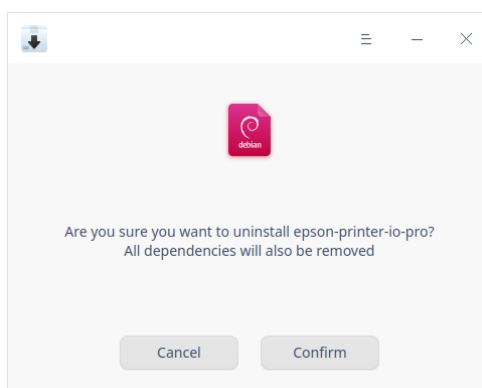 debian
Are you sure you want to uninstall epson-printer-io-pro?
All dependencies will also be removed
Cancel
Confirm